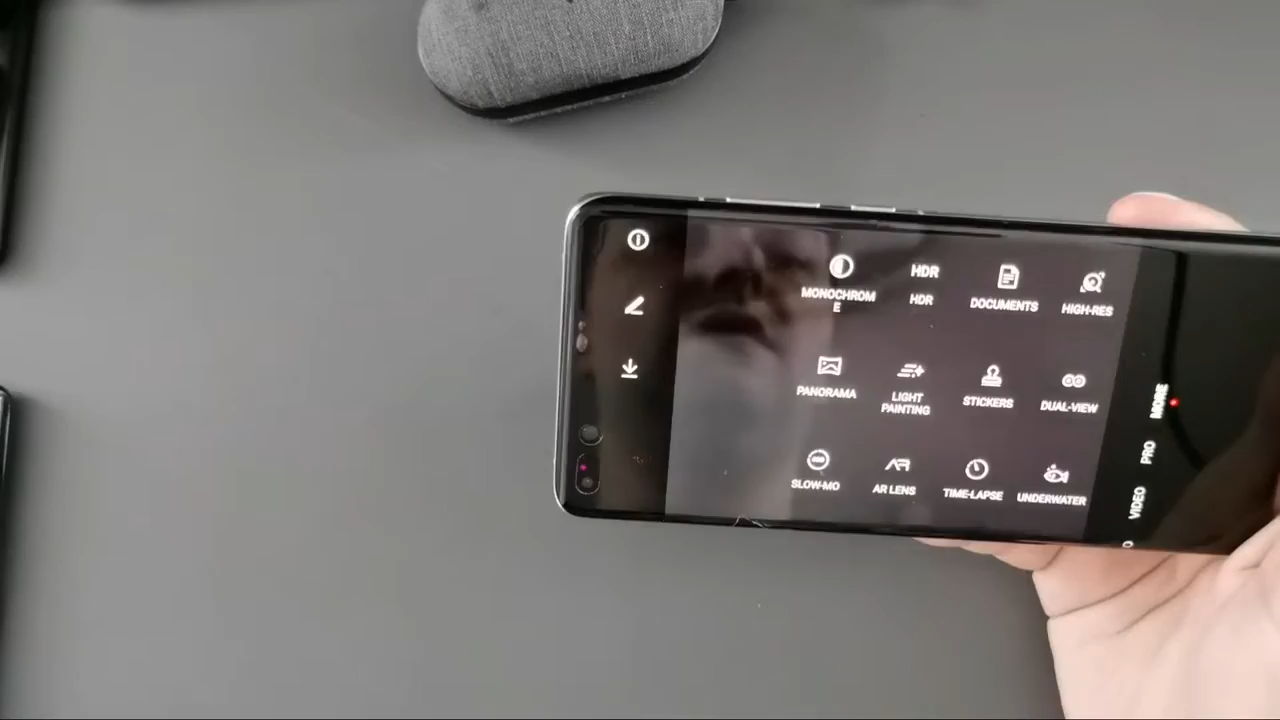 MONOCHROM
E
HDR
HDR
DOCUMENTS
HIGH-RES
PANORAMA
LIGHT
PAINTING
STICKERS
DUAL-VIEW
SLOW-MO
AR LENS
TIME-LAPSE
UNDERWATER
MORE
PRO
VIDEO
O